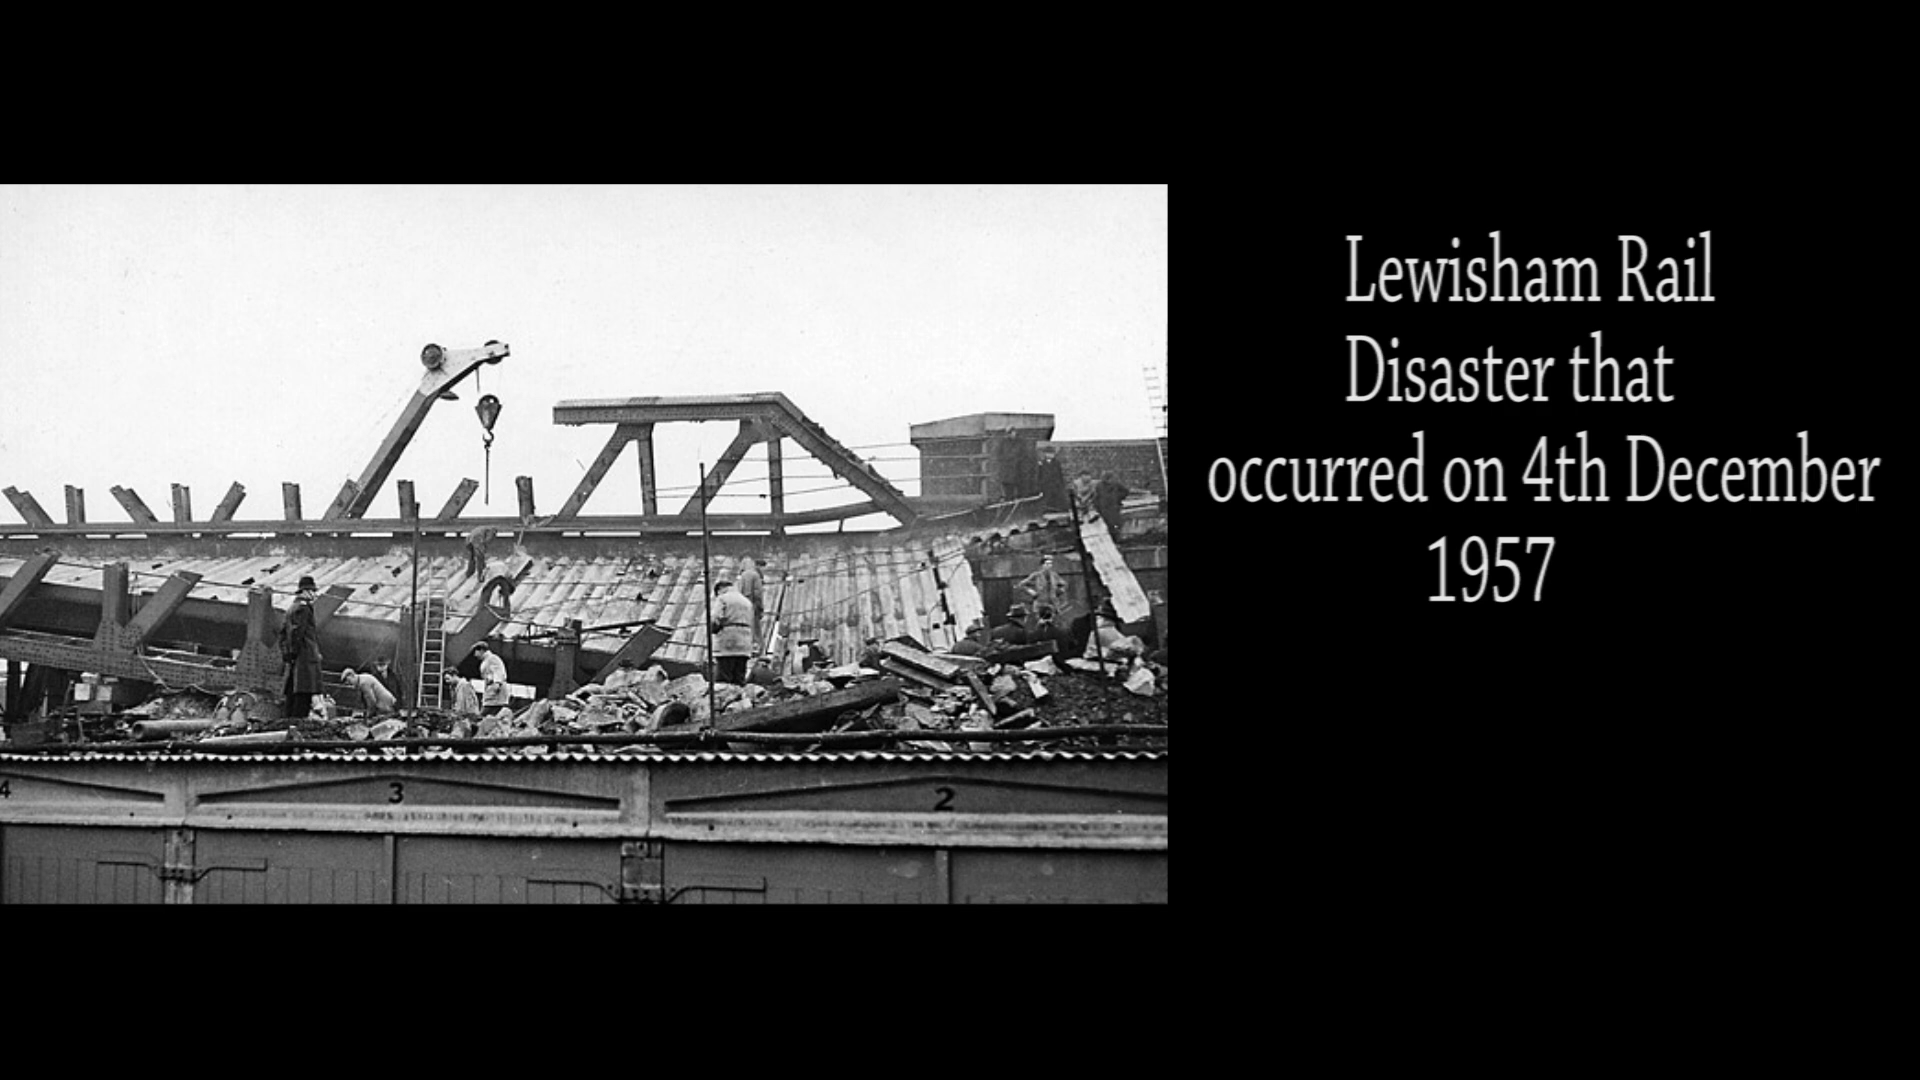 Lewisham Rail
Disaster that
occurred on 4th December
1957
4
3
2